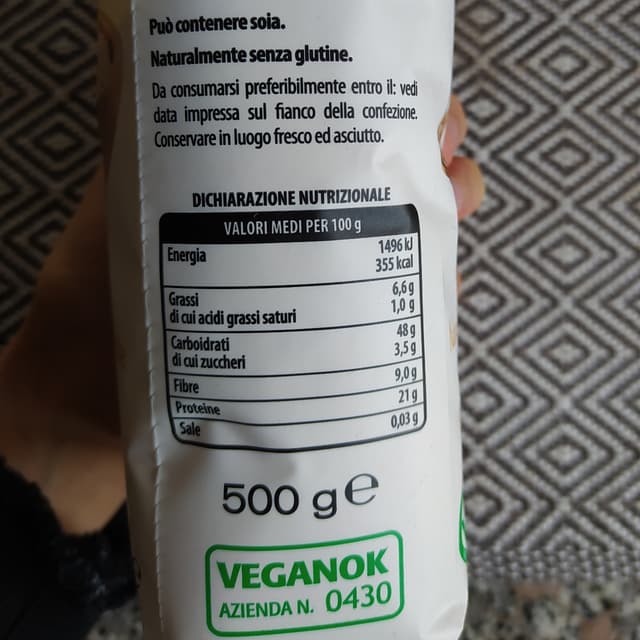 Può contenere soia.
Naturalmente senza glutine.
Da consumarsi preferibilmente entro il: vedi
data impressa sul fianco della confezione.
Conservare in luogo fresco ed asciutto.
DICHIARAZIONE NUTRIZIONALE
VALORI MEDI PER 100 g
Energia 1496 kJ
355 kcal
Grassi 6,6 g
di cui acidi grassi saturi 1,0 g
Carboidrati 48 g
di cui zuccheri 3,5 g
Fibre 9,0 g
Proteine 21 g
Sale 0,03 g
500 g e
VEGANOK
AZIENDA N. 0430